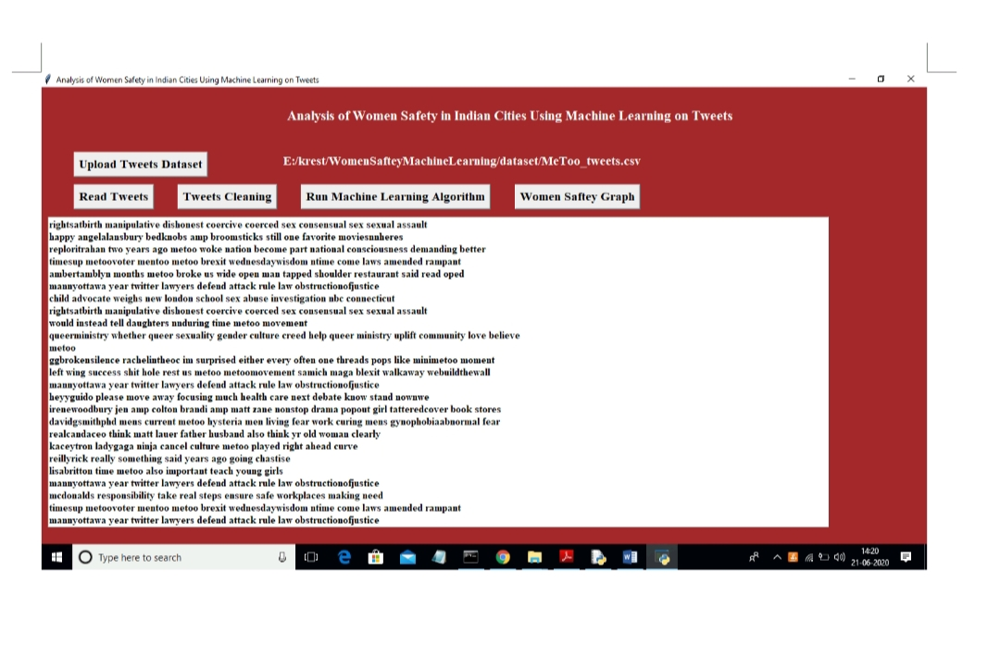 Analysis of Women Safety in Indian Cities Using Machine Learning on Tweets
Analysis of Women Safety in Indian Cities Using Machine Learning on Tweets
Upload Tweets Dataset
E:/krest/WomenSafteyMachineLearning/dataset/MeToo_tweets.csv
Read Tweets
Tweets Cleaning
Run Machine Learning Algorithm
Women Saftey Graph
rightsatbirth manipulative dishonest coercive coerced sex consensual sex sexual assault
happy angelalansbury bedknobs amp broomsticks still one favorite moviesnnheres
reploritrahan two years ago metoo woke nation become part national consciousness demanding better
timesup metoovoter mentoo metoo brexit wednesdaywisdom ntime come laws amended rampant
ambertamblyn months metoo broke us wide open man tapped shoulder restaurant said read oped
mannyottawa year twitter lawyers defend attack rule law obstructionofjustice
child advocate weighs new london school sex abuse investigation nbc connecticut
rightsatbirth manipulative dishonest coercive coerced sex consensual sex sexual assault
would instead tell daughters nnduring time metoo movement
queerministry whether queer sexuality gender culture creed help queer ministry uplift community love believe
metoo
ggbrokensilence rachelintheoc im surprised either every often one threads pops like minimetoo moment
left wing success shit hole rest us metoo metoomovement samich maga blexit walkaway webuildthewall
mannyottawa year twitter lawyers defend attack rule law obstructionofjustice
heyyguido please move away focusing much health care next debate know stand nownwe
irenewoodbury jen amp colton brandi amp matt zane nonstop drama popout girl tatteredcover book stores
davidgsmithphd mens current metoo hysteria men living fear work curing mens gynophobiaabnormal fear
realcandaceo think matt lauer father husband also think yr old woman clearly
kaceytron ladygaga ninja cancel culture metoo played right ahead curve
reillyrick really something said years ago going chastise
lisabritton time metoo also important teach young girls
mannyottawa year twitter lawyers defend attack rule law obstructionofjustice
mcdonalds responsibility take real steps ensure safe workplaces making need
timesup metoovoter mentoo metoo brexit wednesdaywisdom ntime come laws amended rampant
mannyottawa year twitter lawyers defend attack rule law obstructionofjustice
Type here to search
14:20
21-06-2020